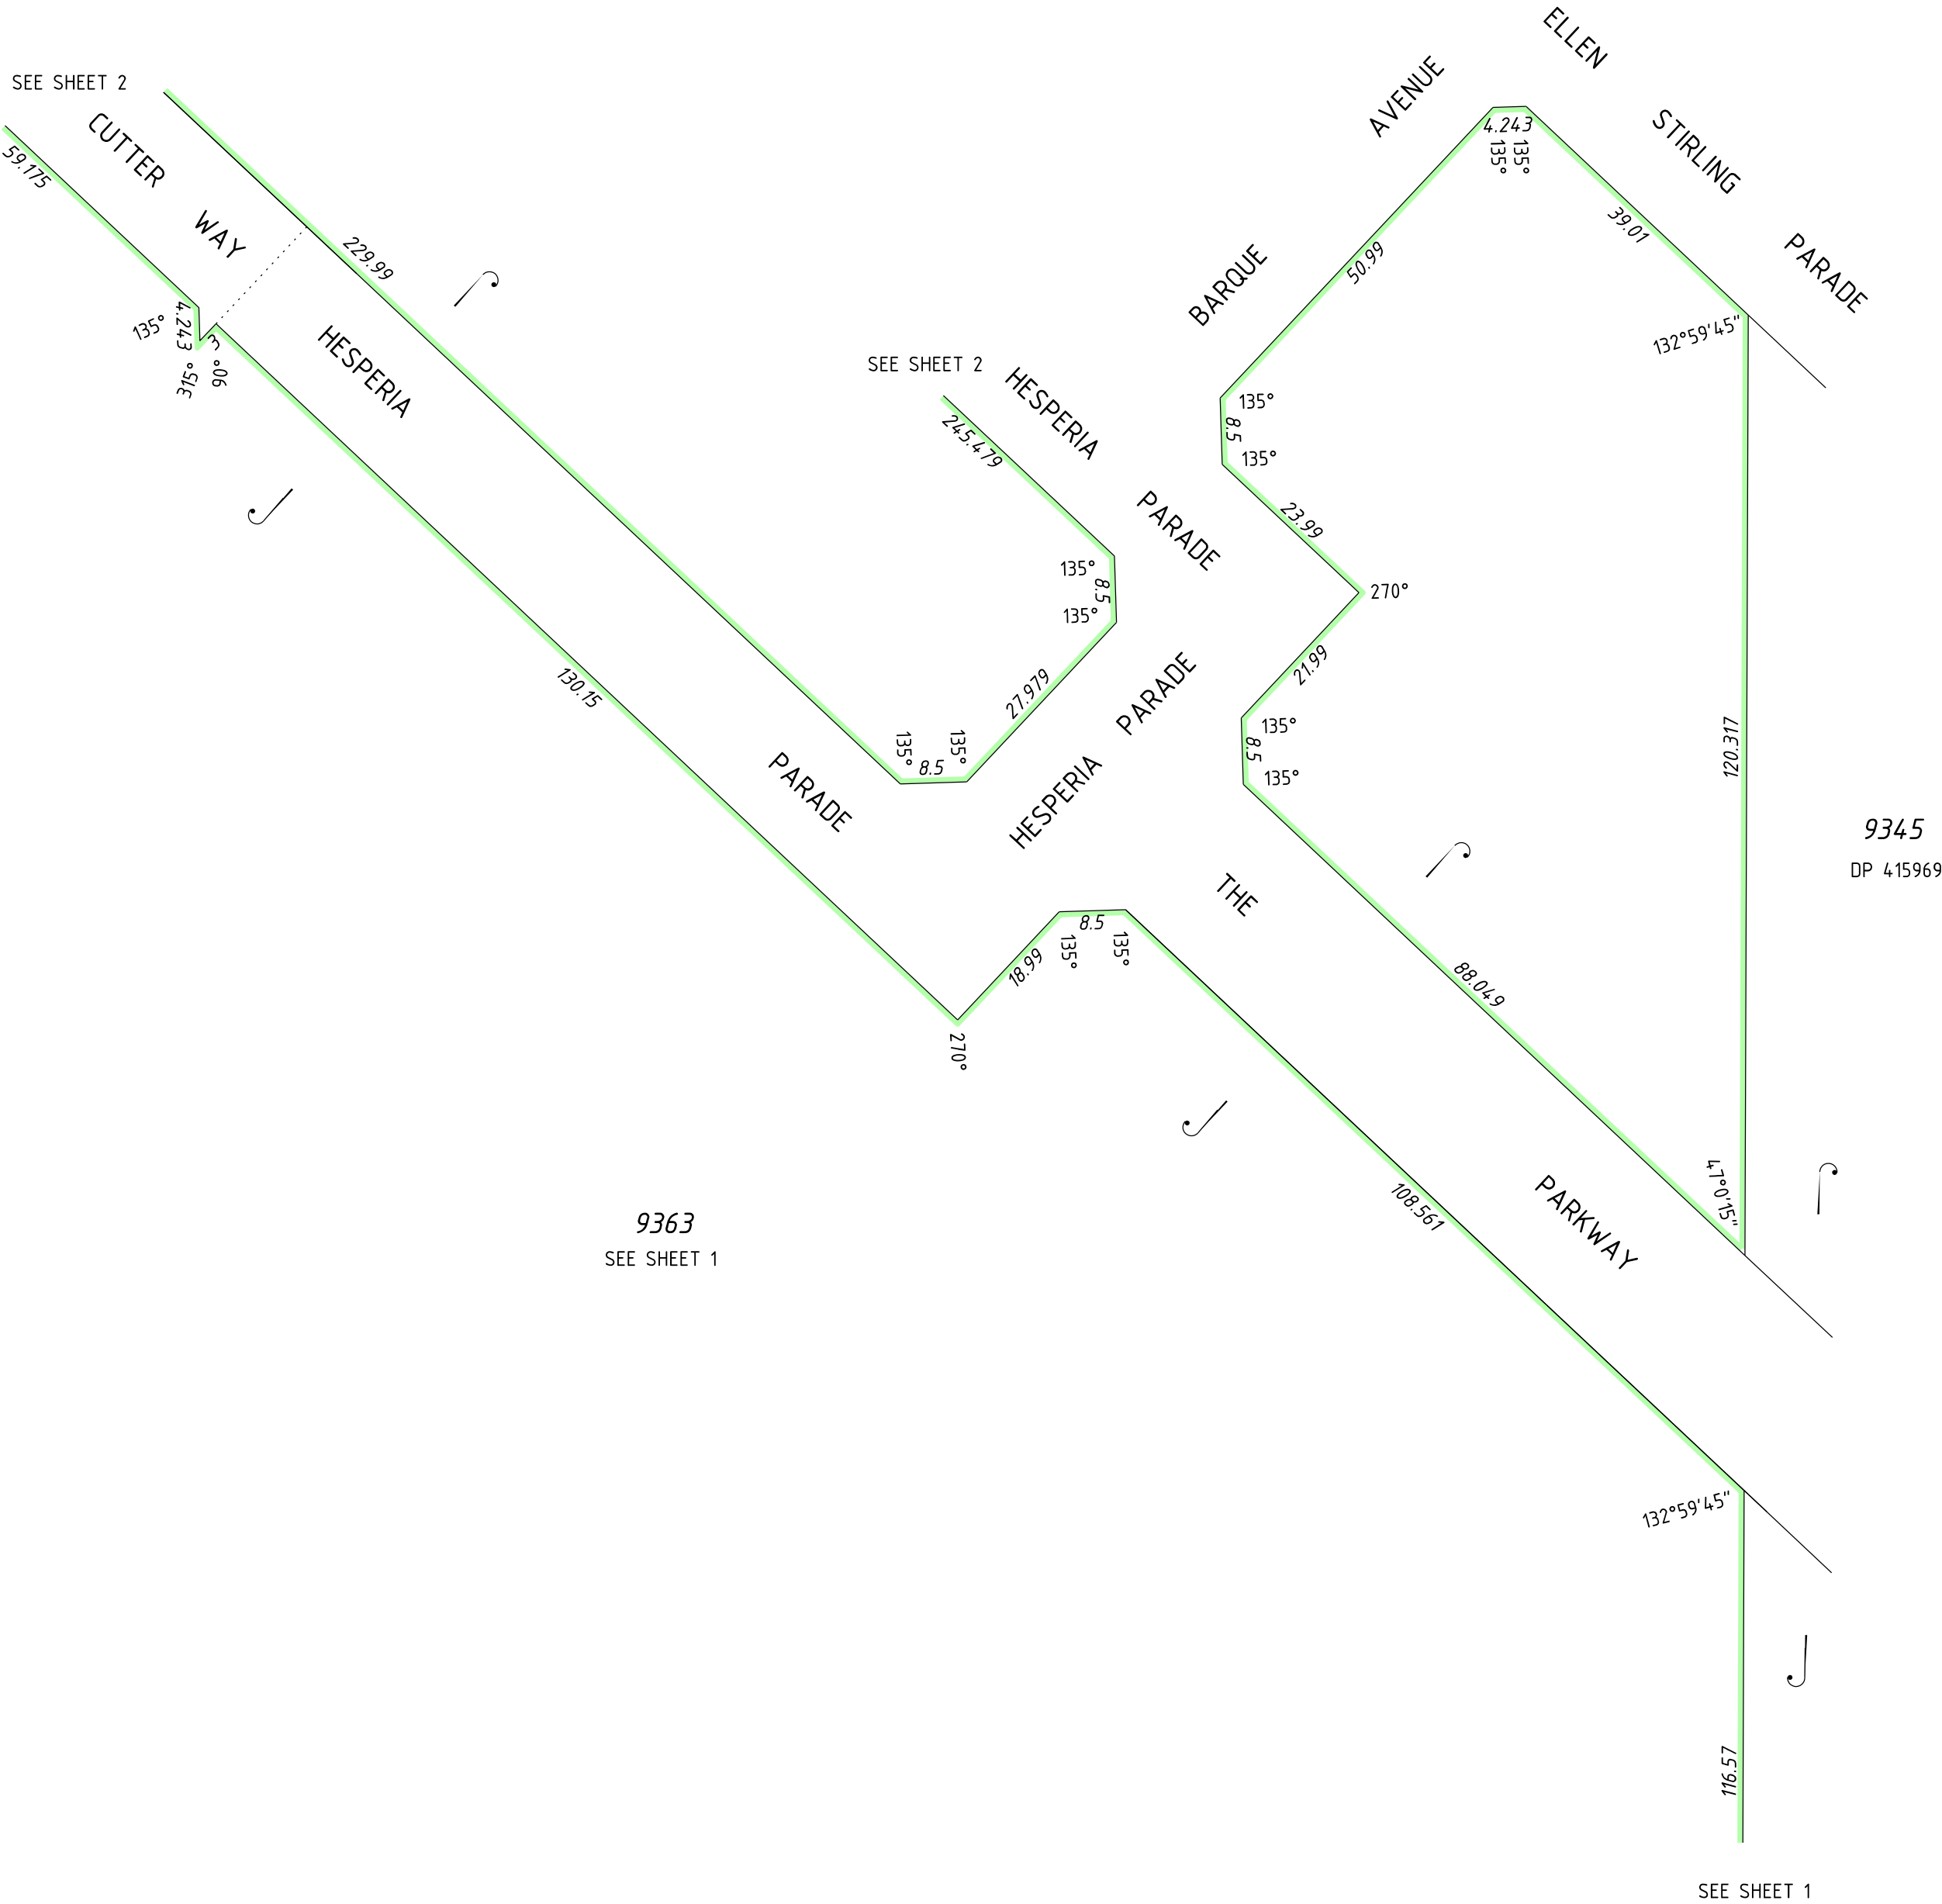 ELLEN
AVENUE
SEE SHEET 2
CUTTER
4.243
135°
135°
STIRLING
59.175
WAY
39.01
PARADE
229.99
50.99
BARQUE
4.243
135°
3
90°
315°
132°59'45"
HESPERIA
SEE SHEET 2
HESPERIA
135°
8.5
135°
245.479
23.99
PARADE
135°
8.5
135°
270°
21.99
130.15
27.979
HESPERIA PARADE
135°
8.5
135°
120.317
135°
8.5
135°
PARADE
9345
DP 415969
THE
8.5
135°
135°
18.99
88.049
270°
47°0'15"
108.561
PARKWAY
9363
SEE SHEET 1
132°59'45"
116.57
SEE SHEET 1